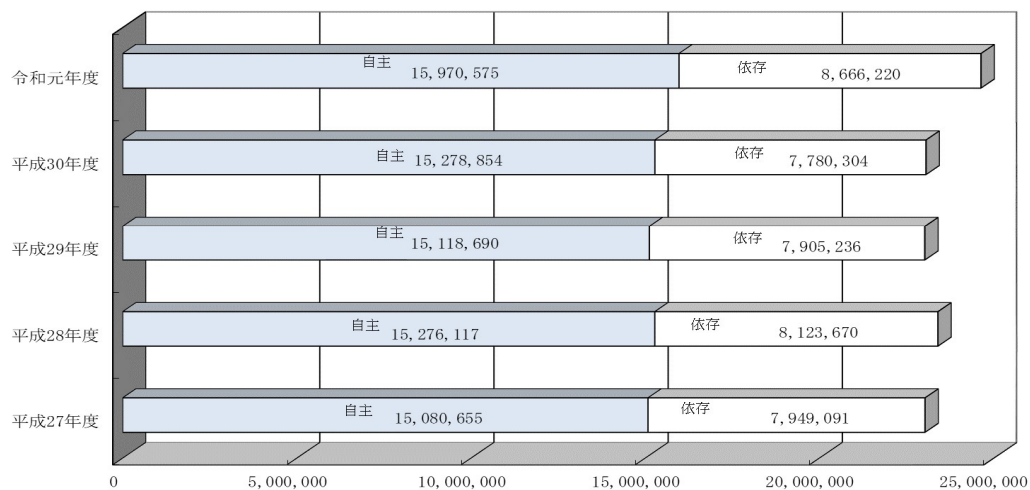 令和元年度 自主 15,970,575 依存 8,666,220
平成30年度 自主 15,278,854 依存 7,780,304
平成29年度 自主 15,118,690 依存 7,905,236
平成28年度 自主 15,276,117 依存 8,123,670
平成27年度 自主 15,080,655 依存 7,949,091
0 5,000,000 10,000,000 15,000,000 20,000,000 25,000,000